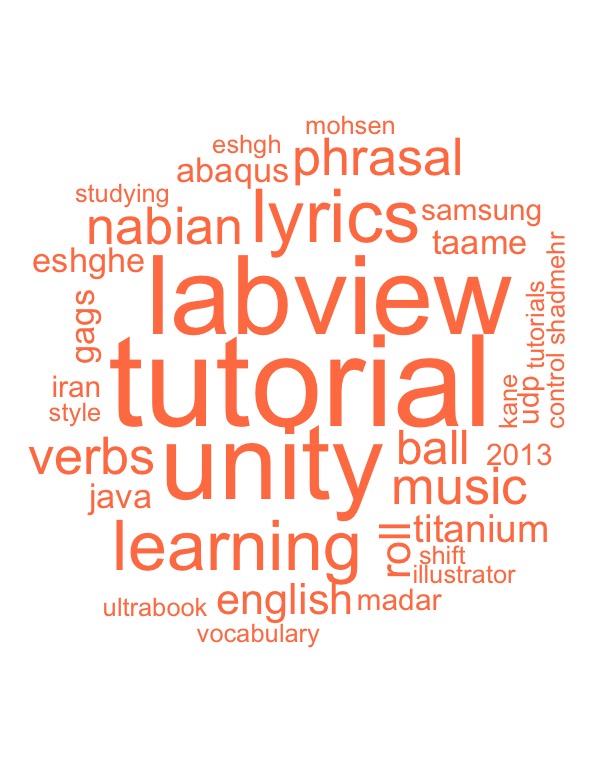 mohsen
eshgh
abaqus phrasal
studying
nabian lyrics samsung
taame
eshghe
labview
gags
shadmehr
tutorials
tutorial
iran
style
kane
udp
control
verbs unity ball 2013
java
music
learning
roll
titanium
shift
illustrator
ultrabook english madar
vocabulary